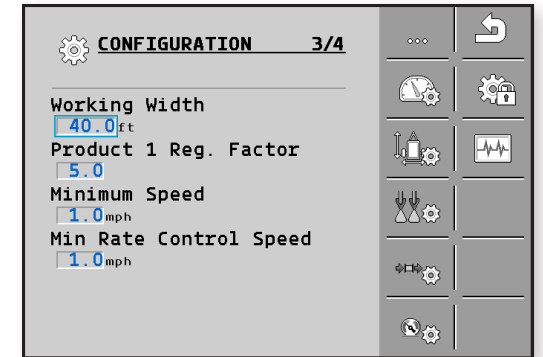 CONFIGURATION 3/4
Working Width
40.0ft
Product 1 Reg. Factor
5.0
Minimum Speed
1.0mph
Min Rate Control Speed
1.0mph